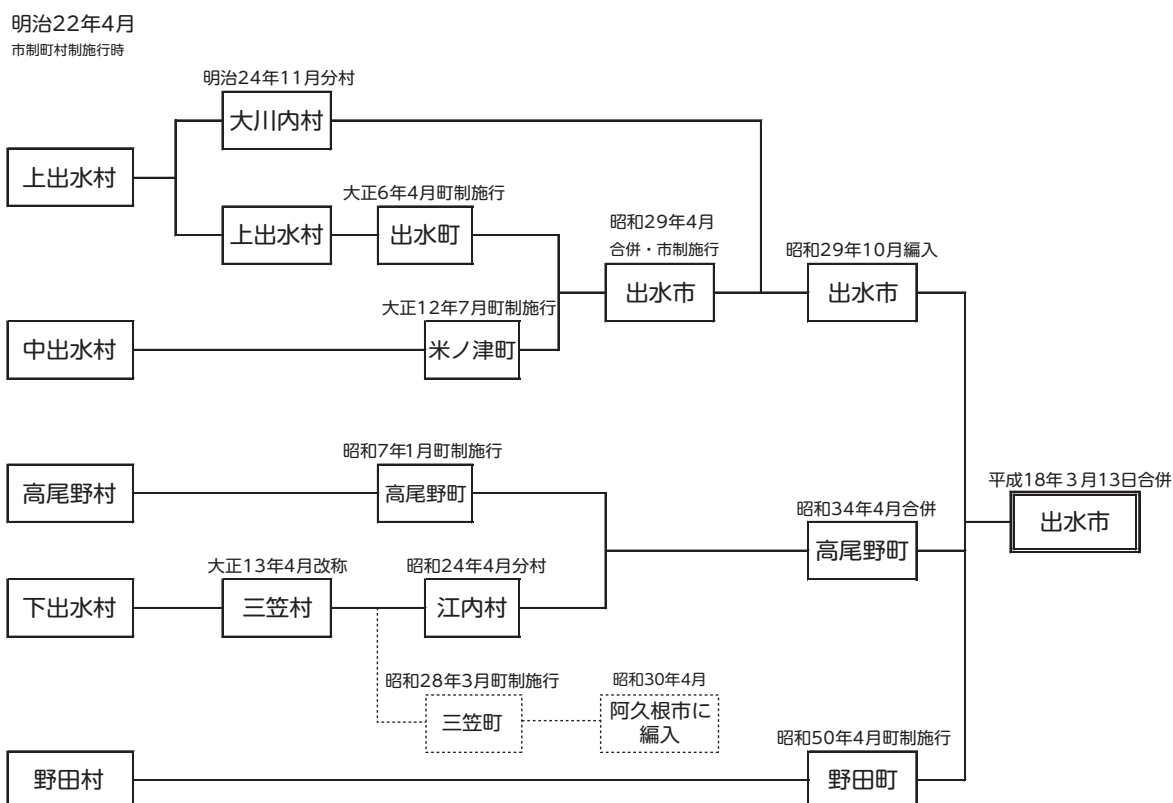 明治22年4月
市制町村制施行時
明治24年11月分村
大川内村
上出水村
大正6年4月町制施行
上出水村
出水町
昭和29年4月
合併・市制施行
出水市
昭和29年10月編入
出水市
大正12年7月町制施行
中出水村
米ノ津町
昭和7年1月町制施行
高尾野村
高尾野町
平成18年3月13日合併
出水市
昭和34年4月合併
高尾野町
大正13年4月改称
昭和24年4月分村
下出水村
三笠村
江内村
昭和28年3月町制施行
三笠町
昭和30年4月
阿久根市に
編入
昭和50年4月町制施行
野田村
野田町